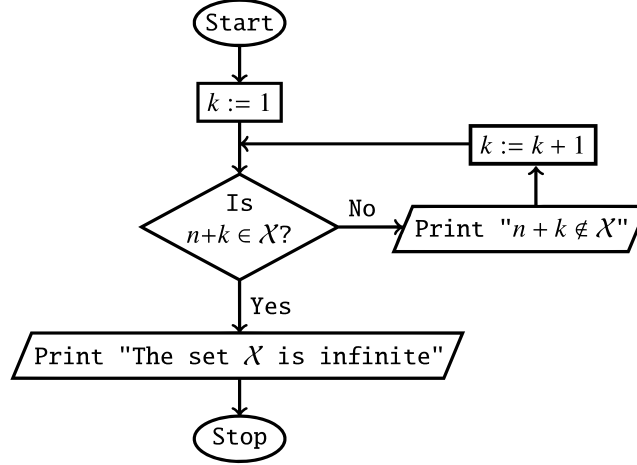 Start
k := 1
k := k + 1
Is
n+k ∈ 𝒳?
No
Print "n + k ∉ 𝒳"
Yes
Print "The set 𝒳 is infinite"
Stop